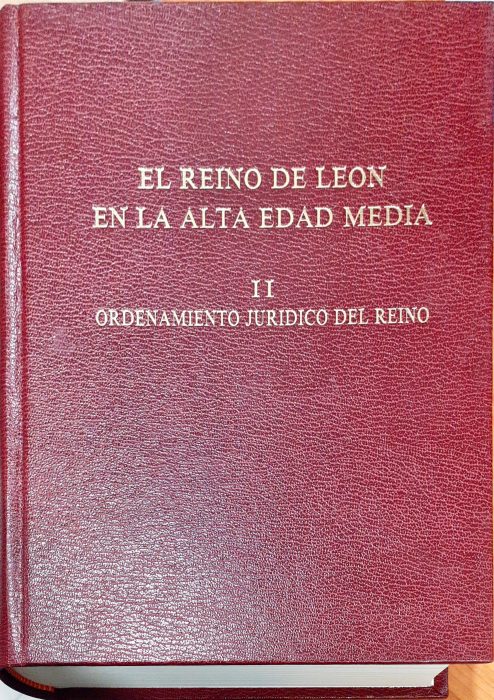 EL REINO DE LEON
EN LA ALTA EDAD MEDIA
II
ORDENAMIENTO JURIDICO DEL REINO